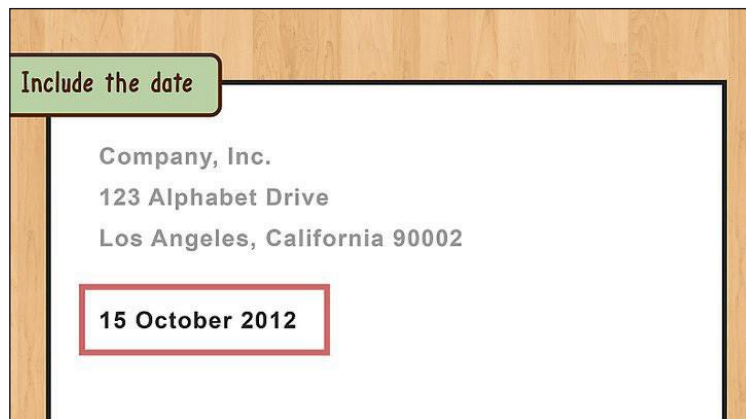 Include the date
Company, Inc.
123 Alphabet Drive
Los Angeles, California 90002
15 October 2012